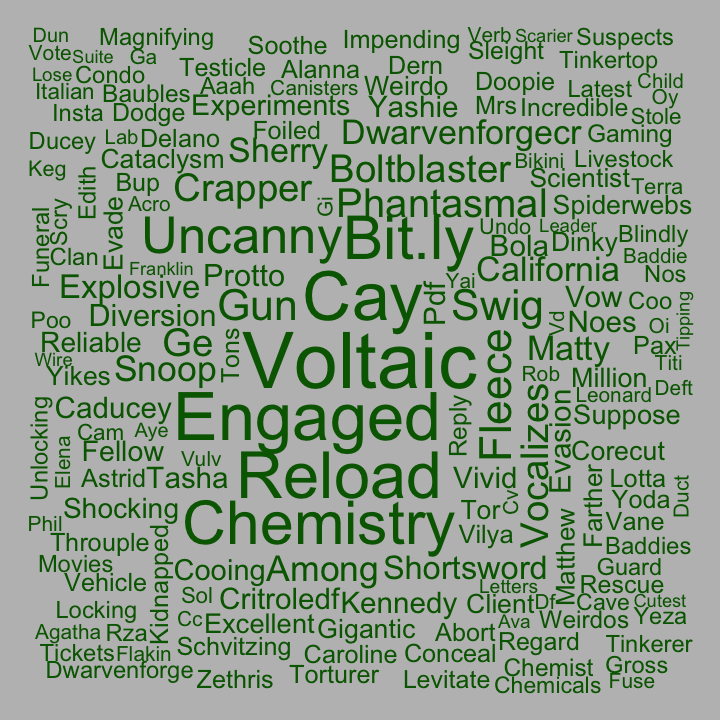 Dun
Magnifying
Soothe
Impending
Verb
Scarier
Suspects
Vote
Suite
Ga
Sleight
Tinkertop
Lose
Condo
Testicle
Alanna
Dern
Doopie
Latest
Child
Italian
Baubles
Aaah
Canisters
Weirdo
Oy
Insta
Dodge
Experiments
Yashie
Mrs
Incredible
Stole
Ducey
Lab
Delano
Foiled
Dwarvenforgecr
Gaming
Keg
Cataclysm
Sherry
Boltblaster
Bikini
Livestock
Edith
Bup
Crapper
Scientist
Terra
Funeral
Scry
Evade
Acro
Gi
Phantasmal
Spiderwebs
Uncanny
Bit.ly
Undo
Leader
Blindly
Clan
Bola
Dinky
Baddie
Franklin
Protto
California
Nos
Explosive
Gun
Cay
Pdf
Yai
Swig
Vow
Coo
Poo
Diversion
Vd
Noes
Oi
Tipping
Reliable
Ge
Tons
Voltaic
Fleece
Matty
Pax
Wire
Yikes
Snoop
Rob
Million
Titi
Leonard
Deft
Unlocking
Caducey
Engaged
Reply
Vocalizes
Evasion
Suppose
Cam
Aye
Elena
Fellow
Vulv
Corecut
Astrid
Tasha
Reload
Vivid
Cv
Farther
Lotta
Duct
Shocking
Chemistry
Tor
Yoda
Phil
Vilya
Vane
Throuple
Kidnapped
Matthew
Baddies
Movies
Cooing
Among
Shortsword
Guard
Vehicle
Letters
Rescue
Sol
Critroledf
Kennedy
Client
Df
Cave
Cutest
Locking
Cc
Excellent
Ava
Weirdos
Yeza
Agatha
Rza
Gigantic
Abort
Regard
Tinkerer
Tickets
Flakin
Schvitzing
Caroline
Conceal
Dwarvenforge
Chemist
Gross
Zethris
Torturer
Levitate
Chemicals
Fuse